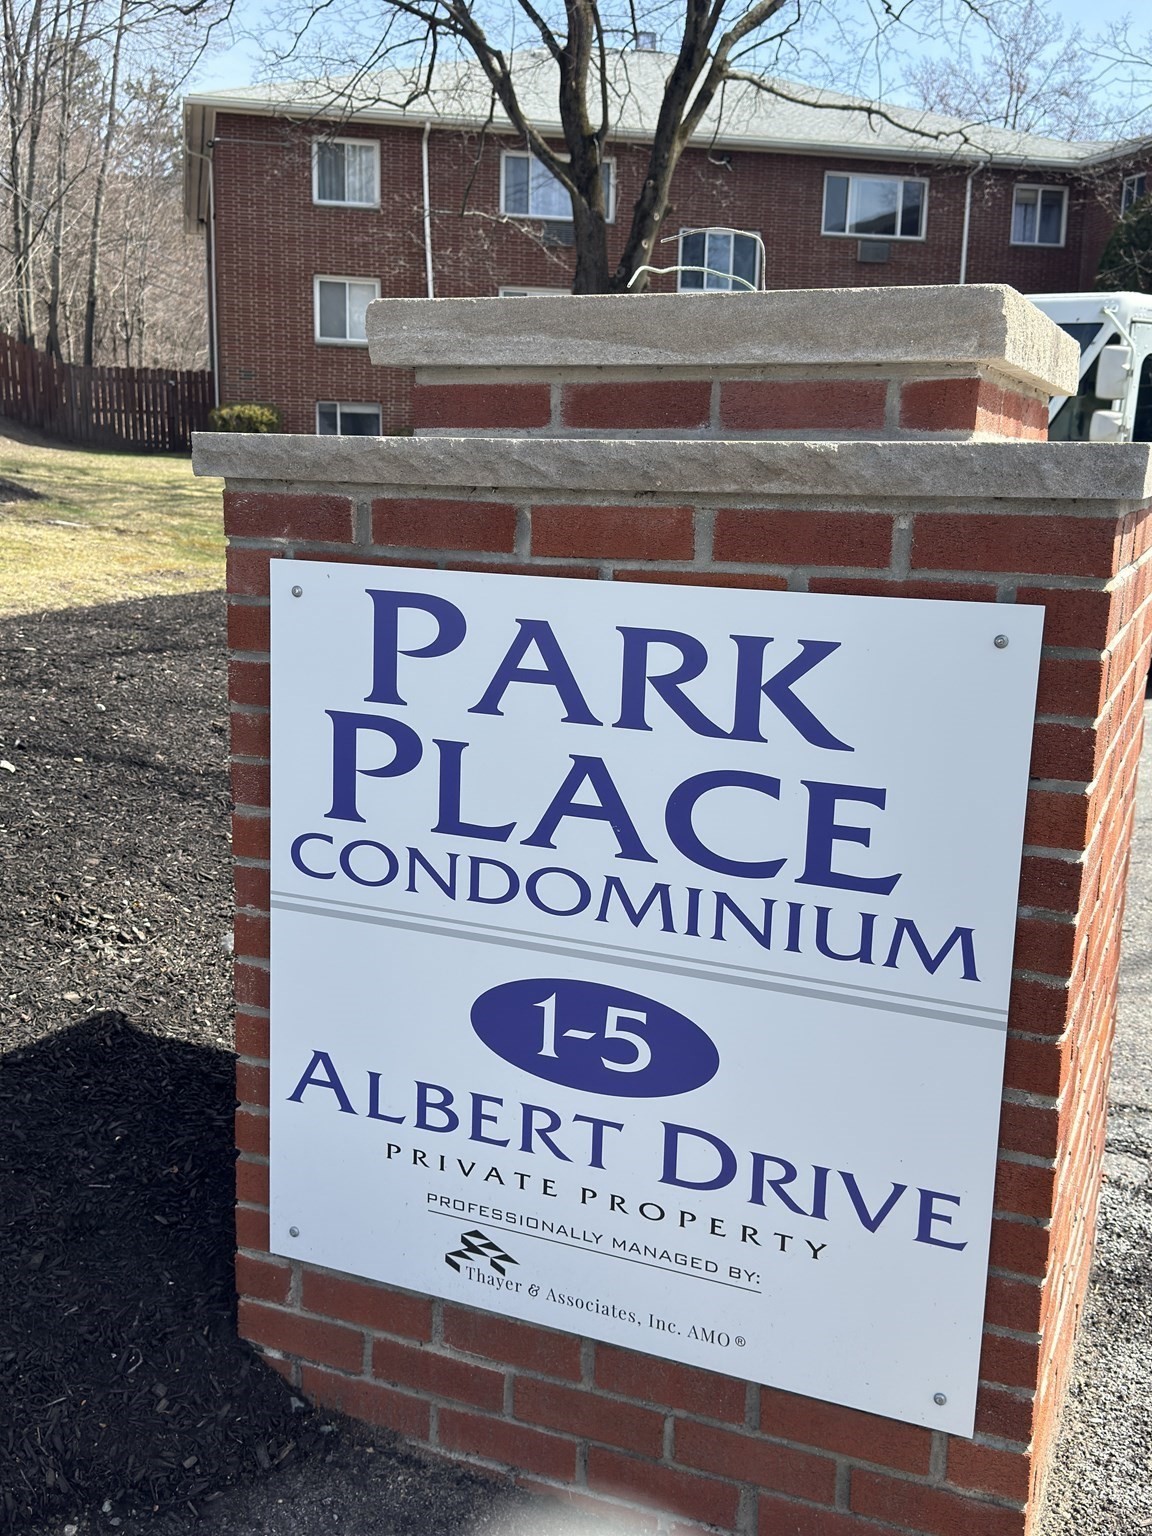 PARK
PLACE
CONDOMINIUM
1-5
ALBERT DRIVE
PRIVATE PROPERTY
PROFESSIONALLY MANAGED BY:
Thayer & Associates, Inc. AMO®